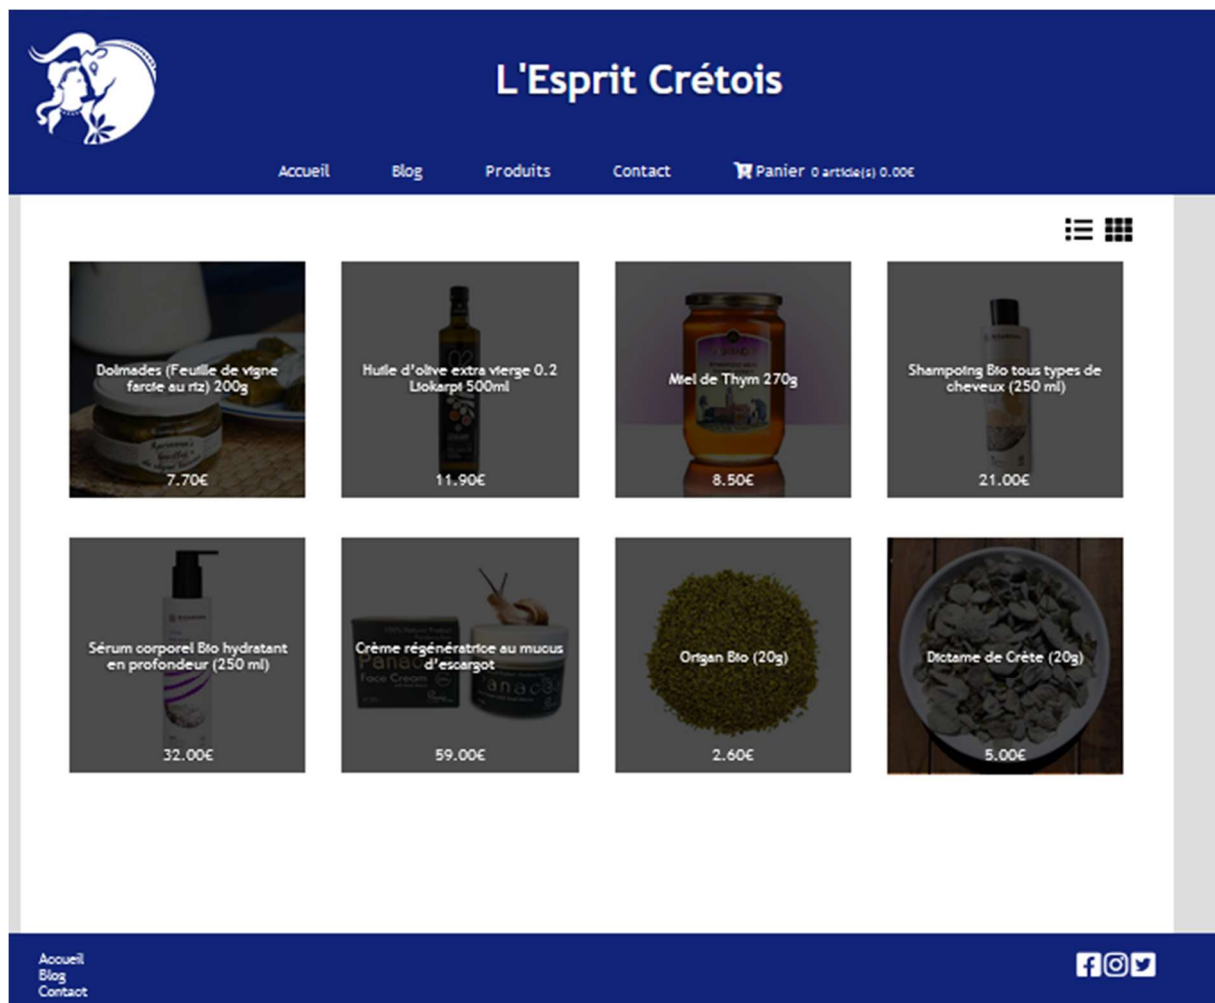 L'Esprit Crétois
Accueil Blog Produits Contact Panier 0 article(s) 0.00€
Dolmades (Feuille de vigne
farcie au riz) 200g
7.70€
Huile d'olive extra vierge 0.2
Liokarpi 500ml
11.90€
Miel de Thym 270g
8.50€
Shampoing Bio tous types de
cheveux (250 ml)
21.00€
Sérum corporel Bio hydratant
en profondeur (250 ml)
32.00€
Crème régénératrice au mucus
d'escargot
Face Cream
59.00€
Origan Bio (20g)
2.60€
Dictame de Crète (20g)
5.00€
Accueil
Blog
Contact